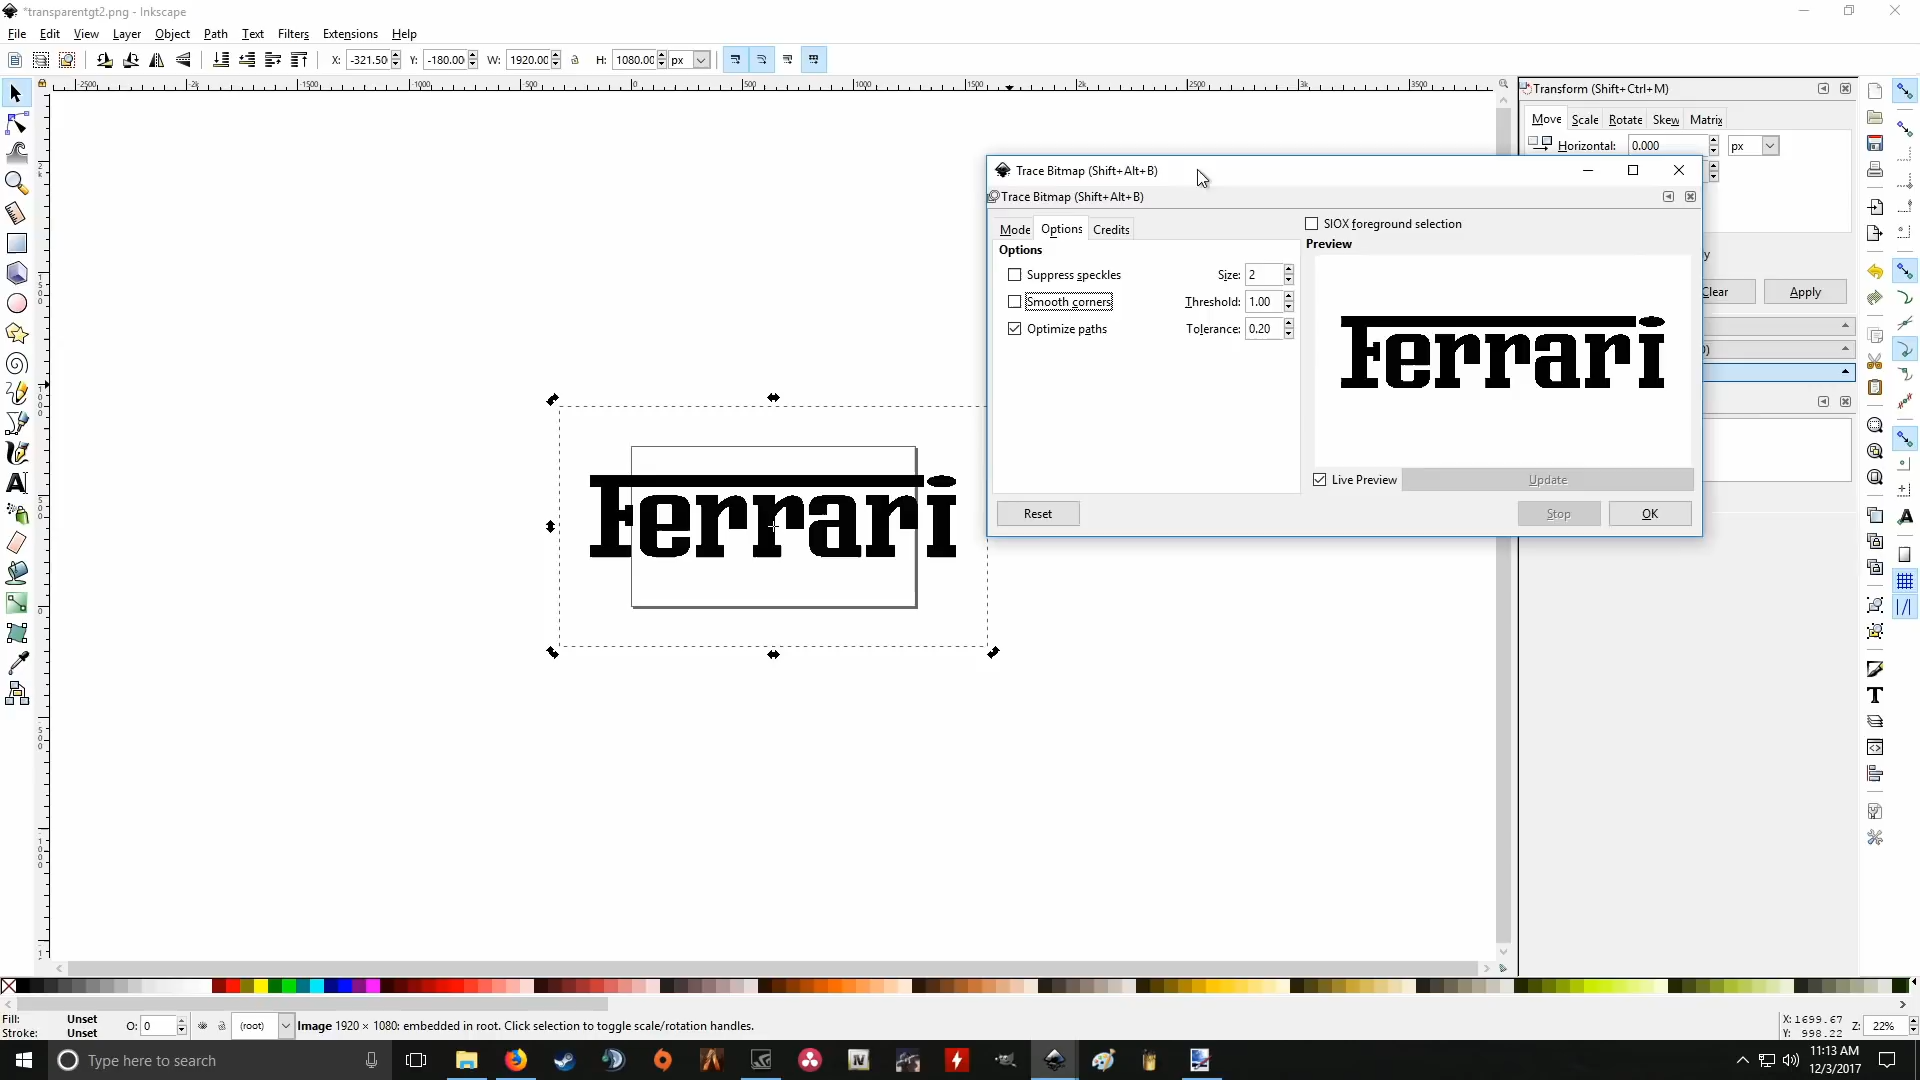 *transparentgt2.png - Inkscape
File Edit View Layer Object Path Text Filters Extensions Help
X: -321.50 Y: -180.00 W: 1920.00 H: 1080.00 px
Transform (Shift+Ctrl+M)
Move Scale Rotate Skew Matrix
Horizontal: 0.000 px
Trace Bitmap (Shift+Alt+B)
Trace Bitmap (Shift+Alt+B)
Mode Options Credits
SIOX foreground selection
Options
Preview
Suppress speckles Size: 2
Smooth corners Threshold: 1.00
Optimize paths Tolerance: 0.20
Clear Apply
Ferrari
Live Preview Update
Reset Stop OK
Ferrari
Fill: Unset
Stroke: Unset
O: 0 (root) Image 1920 × 1080: embedded in root. Click selection to toggle scale/rotation handles.
X: 1699.67
Y: 998.22
Z: 22%
Type here to search
11:13 AM
12/3/2017